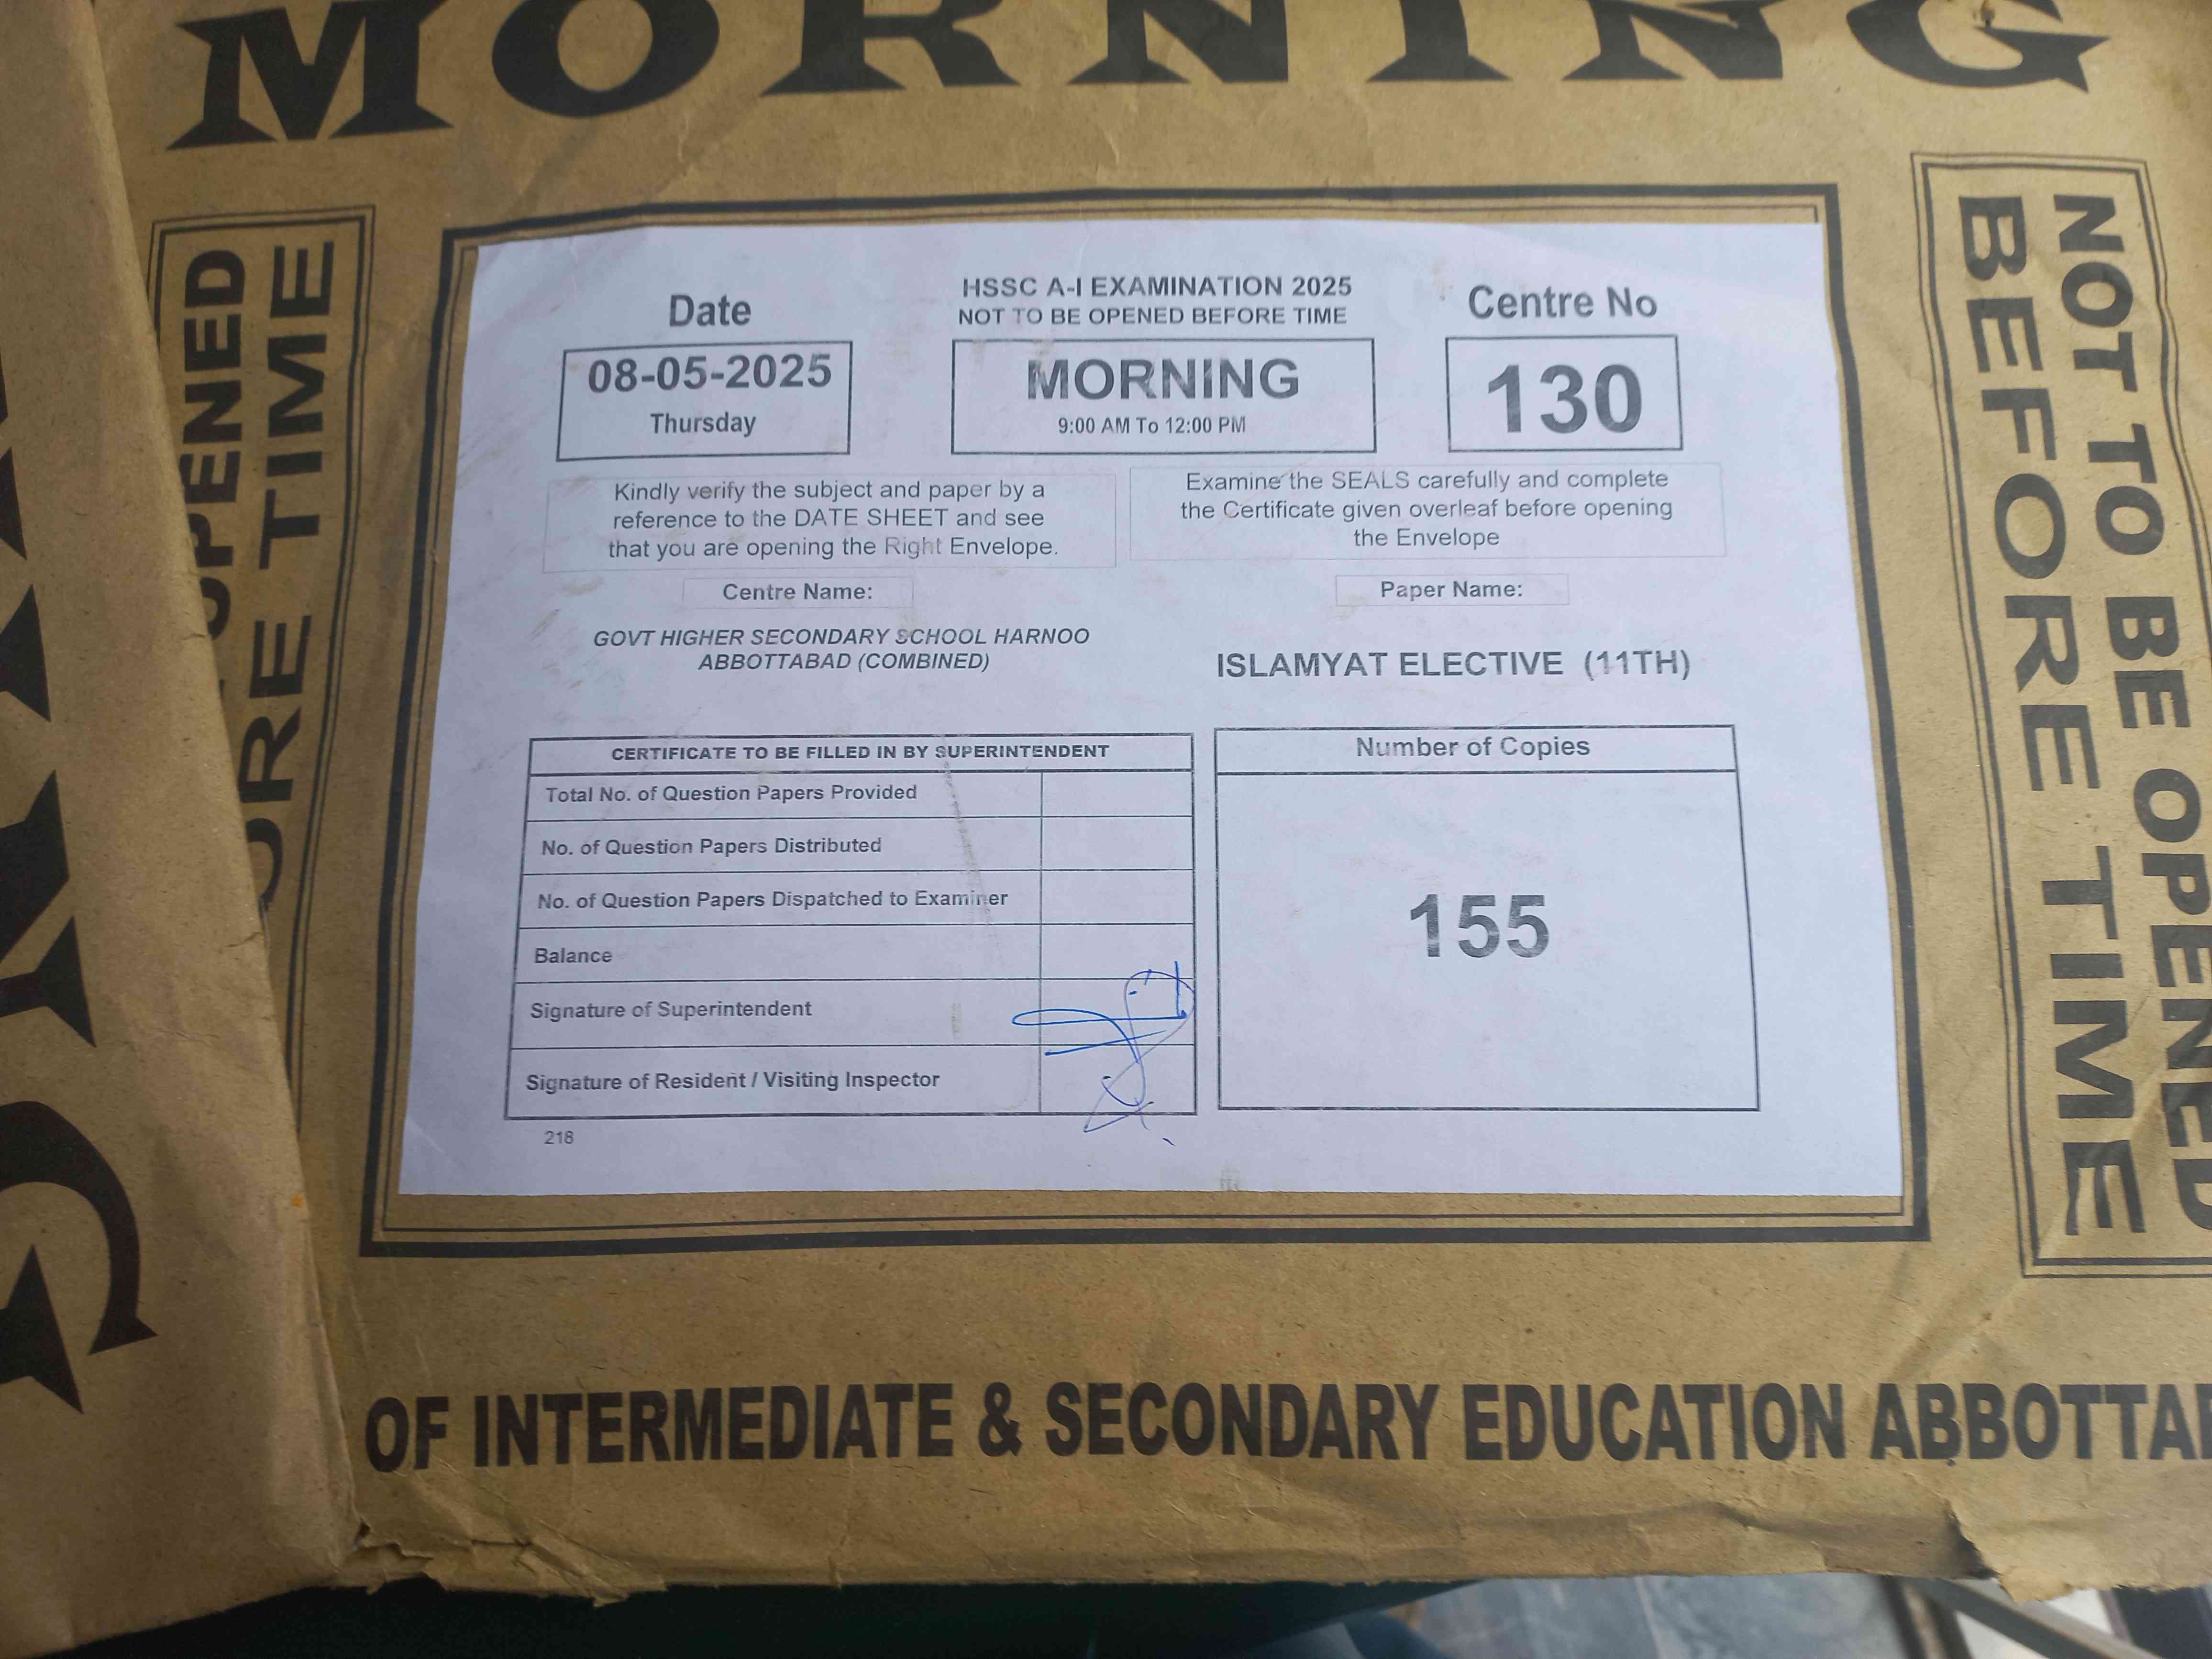 MORNING
OPENED
ORE TIME
NOT TO BE OPENED
BEFORE TIME
Date
08-05-2025
Thursday
HSSC A-I EXAMINATION 2025
NOT TO BE OPENED BEFORE TIME
MORNING
9:00 AM To 12:00 PM
Centre No
130
Kindly verify the subject and paper by a
reference to the DATE SHEET and see
that you are opening the Right Envelope.
Examine the SEALS carefully and complete
the Certificate given overleaf before opening
the Envelope
Centre Name:
GOVT HIGHER SECONDARY SCHOOL HARNOO
ABBOTTABAD (COMBINED)
Paper Name:
ISLAMYAT ELECTIVE (11TH)
CERTIFICATE TO BE FILLED IN BY SUPERINTENDENT
Total No. of Question Papers Provided
No. of Question Papers Distributed
No. of Question Papers Dispatched to Examiner
Balance
Signature of Superintendent
Signature of Resident / Visiting Inspector
218
Number of Copies
155
OF INTERMEDIATE & SECONDARY EDUCATION ABBOTTA